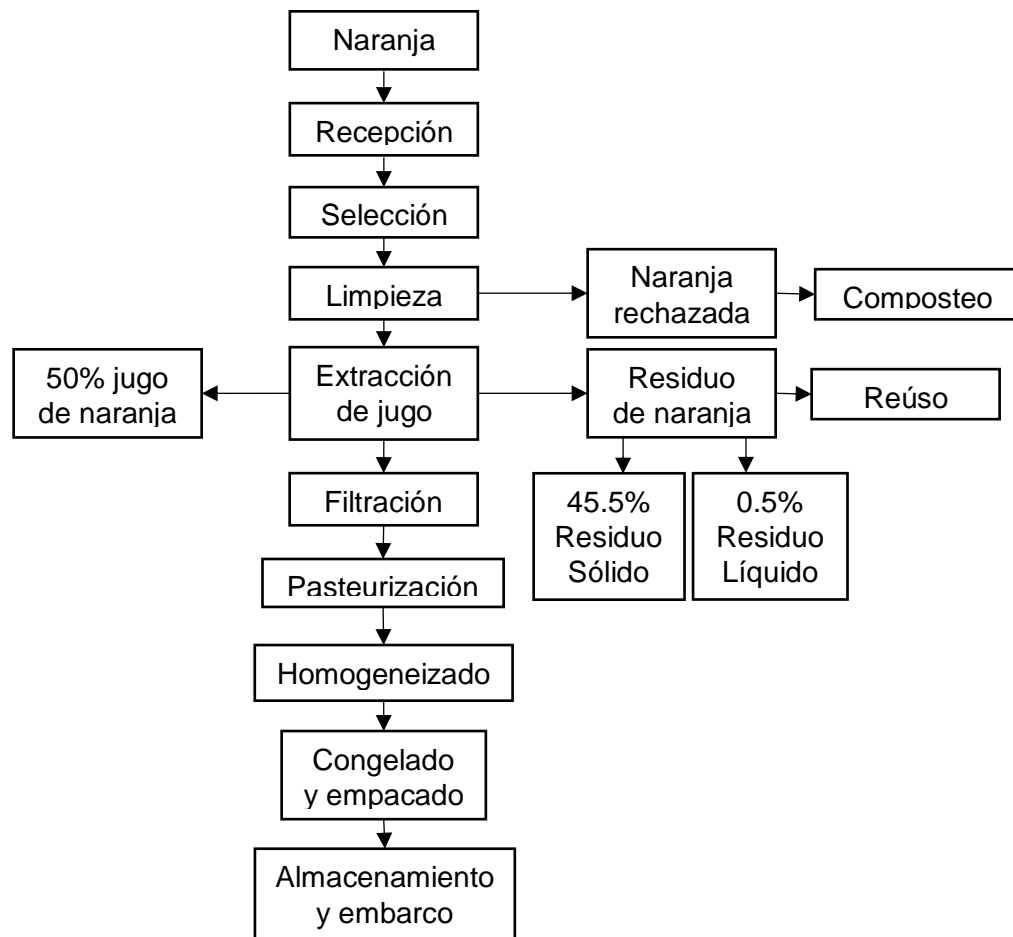 Naranja
Recepción
Selección
Limpieza
Naranja
rechazada
Composteo
50% jugo
de naranja
Extracción
de jugo
Residuo
de naranja
Reúso
Filtración
45.5%
Residuo
Sólido
0.5%
Residuo
Líquido
Pasteurización
Homogeneizado
Congelado
y empacado
Almacenamiento
y embarco